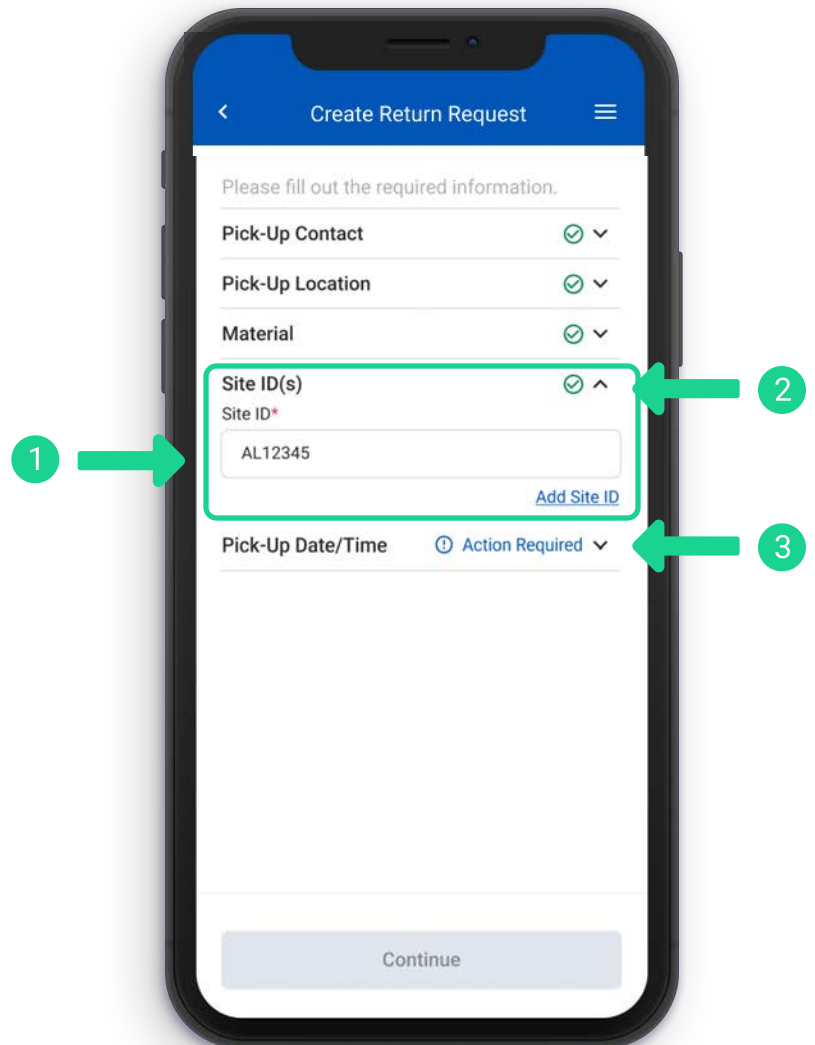 Create Return Request
Please fill out the required information.
Pick-Up Contact
Pick-Up Location
Material
Site ID(s)
2
Site ID*
1
AL12345
Add Site ID
Pick-Up Date/Time Action Required
3
Continue